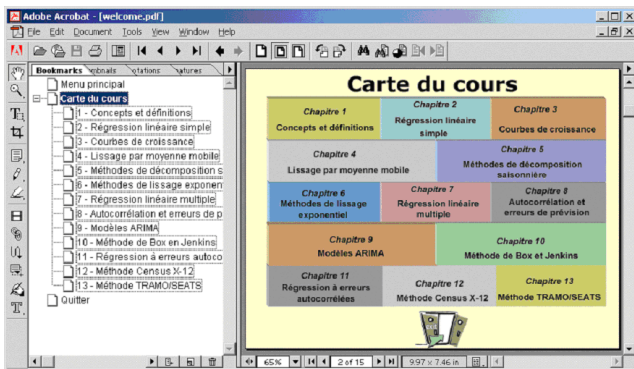 Adobe Acrobat - [welcome.pdf]
File Edit Document Tools View Window Help
Bookmarks
Menu principal
Carte du cours
1 - Concepts et définitions
2 - Régression linéaire simple
3 - Courbes de croissance
4 - Lissage par moyenne mobile
5 - Méthodes de décomposition s
6 - Méthodes de lissage exponen
7 - Régression linéaire multiple
8 - Autocorrélation et erreurs de p
9 - Modèles ARIMA
10 - Méthode de Box en Jenkins
11 - Régression à erreurs autoco
12 - Méthode Census X-12
13 - Méthode TRAMO/SEATS
Quitter
Carte du cours
Chapitre 1
Concepts et définitions
Chapitre 2
Régression linéaire
simple
Chapitre 3
Courbes de croissance
Chapitre 4
Lissage par moyenne mobile
Chapitre 5
Méthodes de décomposition
saisonnière
Chapitre 6
Méthodes de lissage
exponentiel
Chapitre 7
Régression linéaire
multiple
Chapitre 8
Autocorrélation et
erreurs de prévision
Chapitre 9
Modèles ARIMA
Chapitre 10
Méthode de Box et Jenkins
Chapitre 11
Régression à erreurs
autocorrélées
Chapitre 12
Méthode Census X-12
Chapitre 13
Méthode TRAMO/SEATS
65% 2 of 15 9.97 x 7.46 in